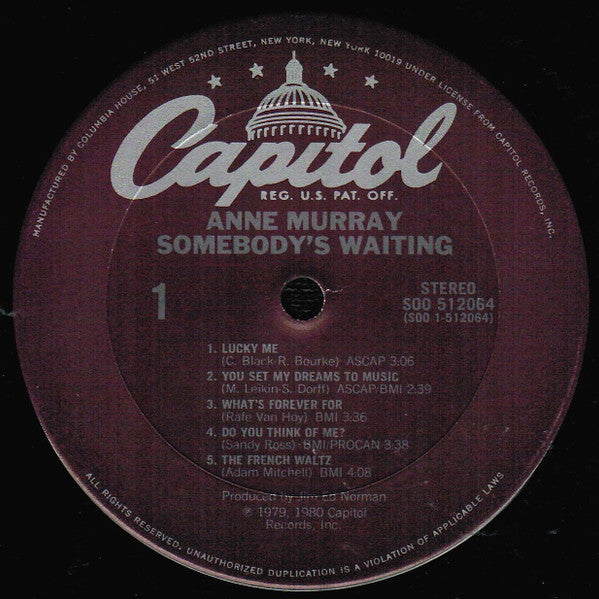 MANUFACTURED BY COLUMBIA HOUSE, 51 WEST 52ND STREET, NEW YORK, NEW YORK 10019 UNDER LICENSE FROM CAPITOL RECORDS, INC.
Capitol
REG. U.S. PAT. OFF.
ANNE MURRAY
SOMEBODY'S WAITING
1
STEREO
SOO 512064
(SOO 1-512064)
1. LUCKY ME
(C. Black-R. Bourke) ASCAP 3:06
2. YOU SET MY DREAMS TO MUSIC
(M. Leikin-S. Dorff) ASCAP/BMI 2:39
3. WHAT'S FOREVER FOR
(Rafe Van Hoy) BMI 3:36
4. DO YOU THINK OF ME?
(Sandy Ross) BMI/PROCAN 3:38
5. THE FRENCH WALTZ
(Adam Mitchell) BMI 4:08
Produced by Jim Ed Norman
℗ 1979, 1980 Capitol
Records, Inc.
ALL RIGHTS RESERVED. UNAUTHORIZED DUPLICATION IS A VIOLATION OF APPLICABLE LAWS